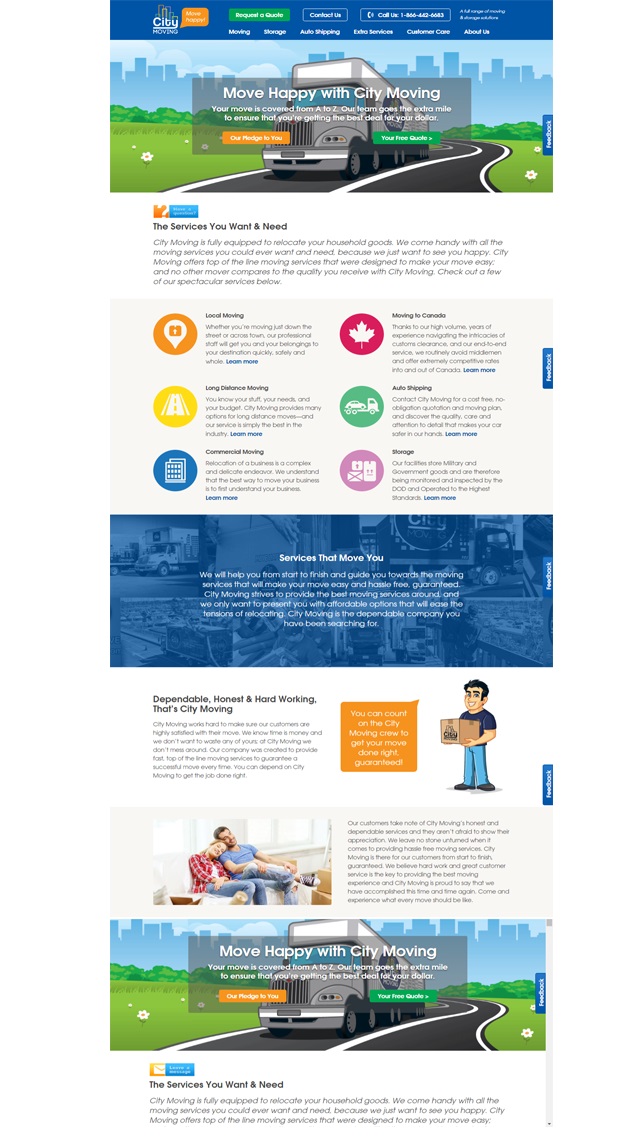 City
MOVING
Move
happy!
Request a Quote
Contact Us
Call Us: 1-866-442-6683
A full range of moving
& storage solutions
Moving Storage Auto Shipping Extra Services Customer Care About Us
Move Happy with City Moving
Your move is covered from A to Z. Our team goes the extra mile
to ensure that you're getting the best deal for your dollar.
Our Pledge to You
Your Free Quote >
Feedback
Have a
question?
The Services You Want & Need
City Moving is fully equipped to relocate your household goods. We come handy with all the
moving services you could ever want and need, because we just want to see you happy. City
Moving offers top of the line moving services that were designed to make your move easy;
and no other mover compares to the quality you receive with City Moving. Check out a few
of our spectacular services below.
Local Moving
Whether you're moving just down the
street or across town, our professional
staff will get you and your belongings to
your destination quickly, safely and
whole. Learn more
Moving to Canada
Thanks to our high volume, years of
experience navigating the intricacies of
customs clearance, and our end-to-end
service, we routinely avoid middlemen
and offer extremely competitive rates
into and out of Canada. Learn more
Feedback
Long Distance Moving
You know your stuff, your needs, and
your budget. City Moving provides many
options for long distance moves—and
our service is simply the best in the
industry. Learn more
Auto Shipping
Contact City Moving for a cost free, no-
obligation quotation and moving plan,
and discover the quality, care and
attention to detail that makes your car
safer in our hands. Learn more
Commercial Moving
Relocation of a business is a complex
and delicate endeavor. We understand
that the best way to move your business
is to first understand your business.
Learn more
Storage
Our facilities store Military and
Government goods and are therefore
being monitored and inspected by the
DOD and Operated to the Highest
Standards. Learn more
City
Services That Move You
We will help you from start to finish and guide you towards the moving
services that will make your move easy and hassle free, guaranteed.
City Moving strives to provide the best moving services around, and
we only want to present you with affordable options that will ease the
tensions of relocating. City Moving is the dependable company you
have been searching for.
Feedback
Dependable, Honest & Hard Working,
That's City Moving
City Moving works hard to make sure our customers are
highly satisfied with their move. We know time is money and
we don't want to waste any of yours; at City Moving we
don't mess around. Our company was created to provide
fast, top of the line moving services to guarantee a
successful move every time. You can depend on City
Moving to get the job done right.
You can count
on the City
Moving crew to
get your move
done right,
guaranteed!
City
Feedback
Our customers take note of City Moving's honest and
dependable services and they aren't afraid to show their
appreciation. We leave no stone unturned when it
comes to providing hassle free moving services. City
Moving is there for our customers from start to finish,
guaranteed. We believe hard work and great customer
service is the key to providing the best moving
experience and City Moving is proud to say that we
have accomplished this time and time again. Come and
experience what every move should be like.
Move Happy with City Moving
Your move is covered from A to Z. Our team goes the extra mile
to ensure that you're getting the best deal for your dollar.
Our Pledge to You
Your Free Quote >
Feedback
Leave a
message
The Services You Want & Need
City Moving is fully equipped to relocate your household goods. We come handy with all the
moving services you could ever want and need, because we just want to see you happy. City
Moving offers top of the line moving services that were designed to make your move easy;